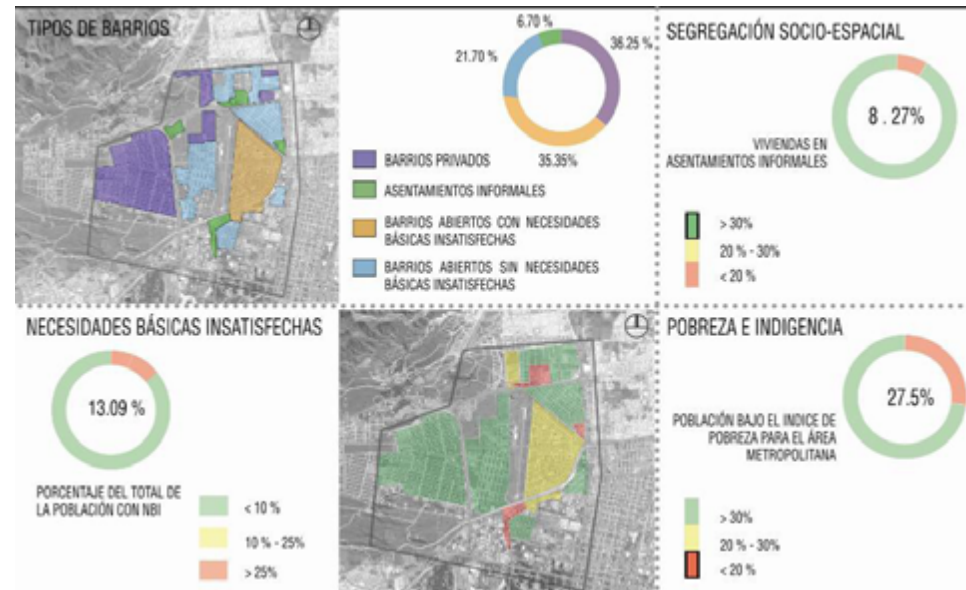 TIPOS DE BARRIOS
6.70 %
36.25 %
21.70 %
35.35%
BARRIOS PRIVADOS
ASENTAMIENTOS INFORMALES
BARRIOS ABIERTOS CON NECESIDADES
BÁSICAS INSATISFECHAS
BARRIOS ABIERTOS SIN NECESIDADES
BÁSICAS INSATISFECHAS
SEGREGACIÓN SOCIO-ESPACIAL
8 . 27%
VIVIENDAS EN
ASENTAMIENTOS INFORMALES
> 30%
20 % - 30%
< 20 %
NECESIDADES BÁSICAS INSATISFECHAS
13.09 %
PORCENTAJE DEL TOTAL DE
LA POBLACIÓN CON NBI
< 10 %
10 % - 25%
> 25%
POBREZA E INDIGENCIA
27.5%
POBLACIÓN BAJO EL INDICE DE
POBREZA PARA EL ÁREA
METROPOLITANA
> 30%
20 % - 30%
< 20 %